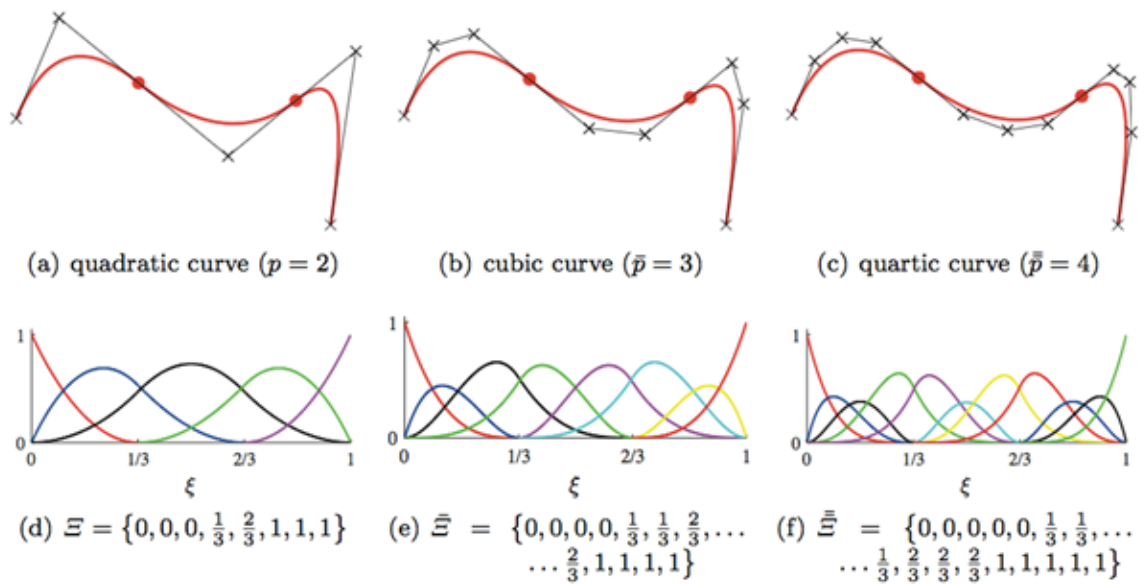 (a) quadratic curve (p = 2)
(b) cubic curve (p̄ = 3)
(c) quartic curve (p̿ = 4)
1
0
0 1/3 2/3 1
ξ
1
0
0 1/3 2/3 1
ξ
1
0
0 1/3 2/3 1
ξ
(d) Ξ = {0, 0, 0, 1/3, 2/3, 1, 1, 1}
(e) Ξ̄ = {0, 0, 0, 0, 1/3, 1/3, 2/3, ...
... 2/3, 1, 1, 1, 1}
(f) Ξ̿ = {0, 0, 0, 0, 0, 1/3, 1/3, ...
... 1/3, 2/3, 2/3, 2/3, 1, 1, 1, 1, 1}